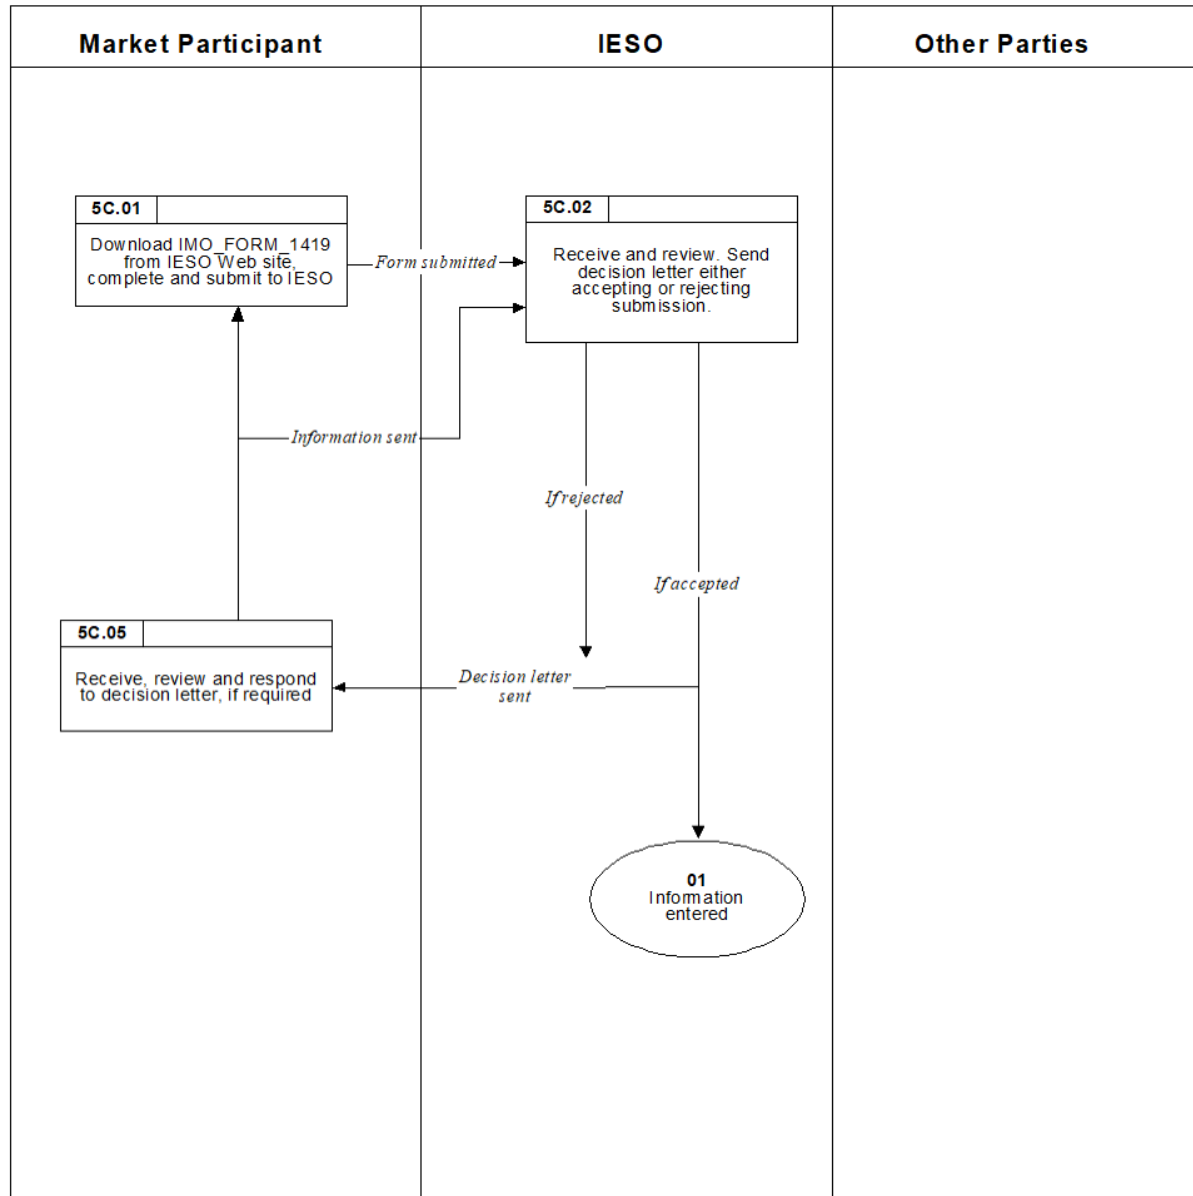 Market Participant
IESO
Other Parties
5C.01
Download IMO_FORM_1419
from IESO Web site,
complete and submit to IESO
Form submitted
5C.02
Receive and review. Send
decision letter either
accepting or rejecting
submission.
Information sent
If rejected
If accepted
5C.05
Receive, review and respond
to decision letter, if required
Decision letter
sent
01
Information
entered